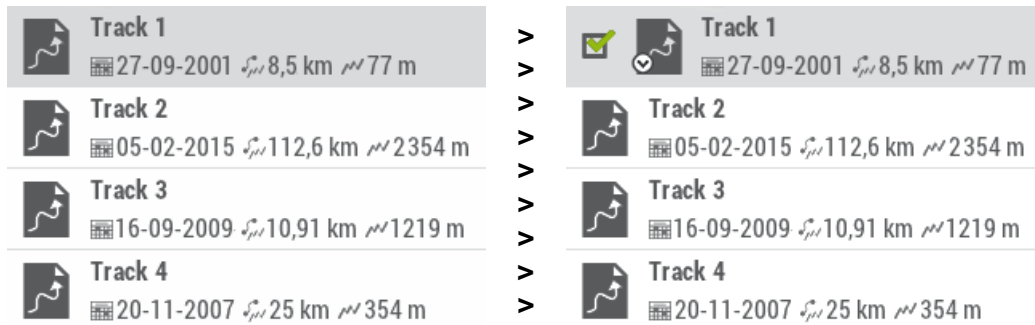 Track 1
27-09-2001 8,5 km 77 m
Track 2
05-02-2015 112,6 km 2354 m
Track 3
16-09-2009 10,91 km 1219 m
Track 4
20-11-2007 25 km 354 m
>
>
>
>
>
>
>
>
>
Track 1
27-09-2001 8,5 km 77 m
Track 2
05-02-2015 112,6 km 2354 m
Track 3
16-09-2009 10,91 km 1219 m
Track 4
20-11-2007 25 km 354 m